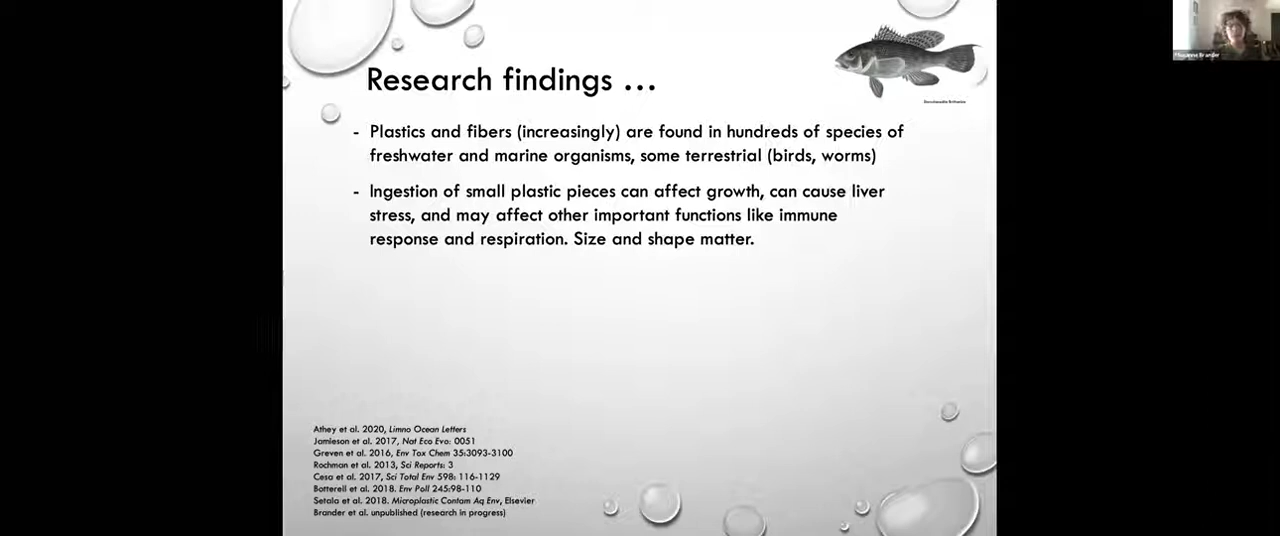 Research findings ...
- Plastics and fibers (increasingly) are found in hundreds of species of
freshwater and marine organisms, some terrestrial (birds, worms)
- Ingestion of small plastic pieces can affect growth, can cause liver
stress, and may affect other important functions like immune
response and respiration. Size and shape matter.
Athey et al. 2020, Limno Ocean Letters
Jamieson et al. 2017, Nat Eco Evo: 0051
Greven et al. 2016, Env Tox Chem 35:3093-3100
Rochman et al. 2013, Sci Reports: 3
Cesa et al. 2017, Sci Total Env 598: 116-1129
Botterell et al. 2018. Env Poll 245:98-110
Setala et al. 2018. Microplastic Contam Aq Env, Elsevier
Brander et al. unpublished (research in progress)
Encyclopaedia Britannica
Brander